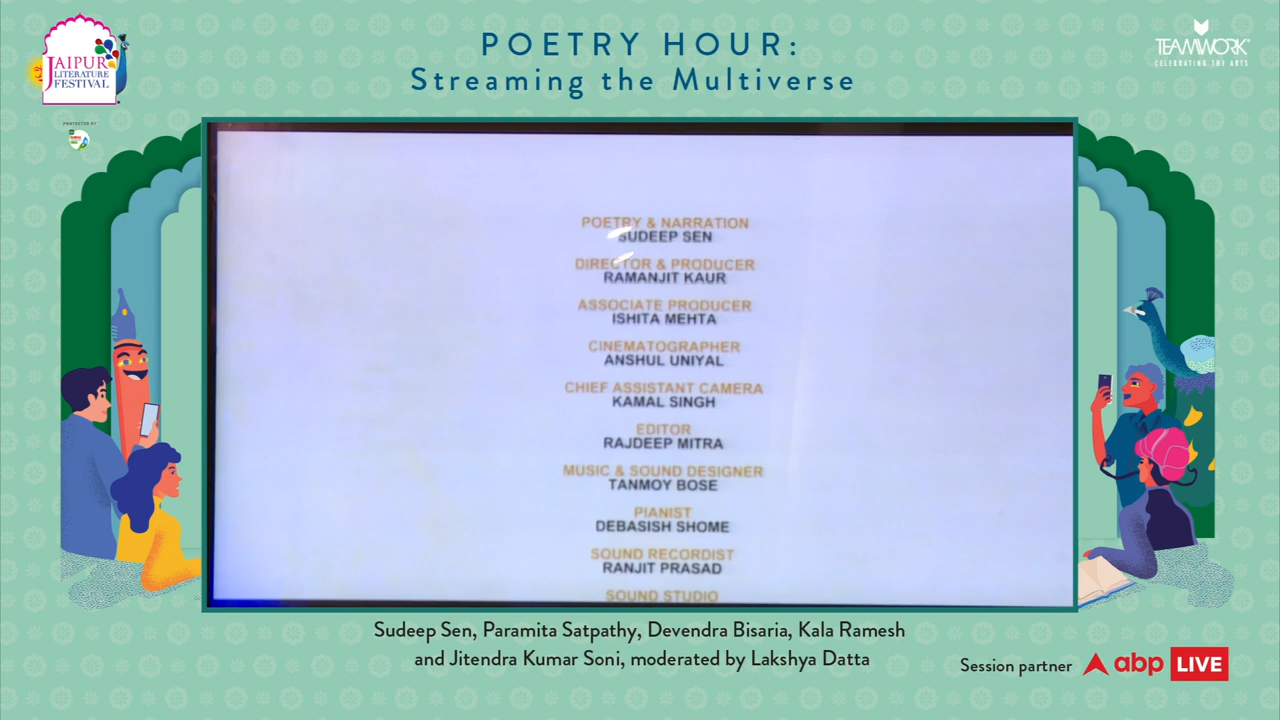 JAIPUR
LITERATURE
FESTIVAL
POETRY HOUR:
Streaming the Multiverse
TEAMWORK
CELEBRATING THE ARTS
POETRY & NARRATION
SUDEEP SEN
DIRECTOR & PRODUCER
RAMANJIT KAUR
ASSOCIATE PRODUCER
ISHITA MEHTA
CINEMATOGRAPHER
ANSHUL UNIYAL
CHIEF ASSISTANT CAMERA
KAMAL SINGH
EDITOR
RAJDEEP MITRA
MUSIC & SOUND DESIGNER
TANMOY BOSE
PIANIST
DEBASISH SHOME
SOUND RECORDIST
RANJIT PRASAD
SOUND STUDIO
Sudeep Sen, Paramita Satpathy, Devendra Bisaria, Kala Ramesh
and Jitendra Kumar Soni, moderated by Lakshya Datta
Session partner abp LIVE